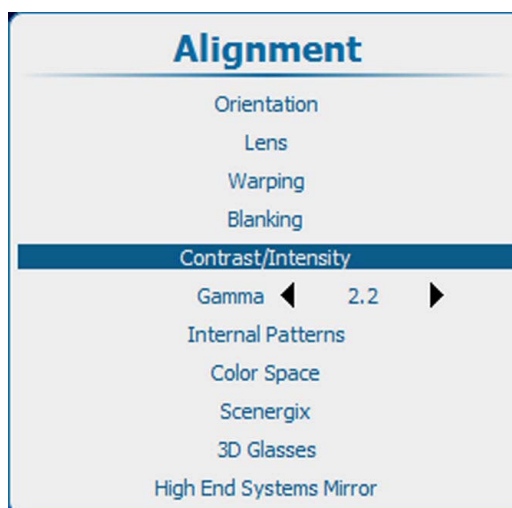 Alignment
Orientation
Lens
Warping
Blanking
Contrast/Intensity
Gamma 2.2
Internal Patterns
Color Space
Scenergix
3D Glasses
High End Systems Mirror